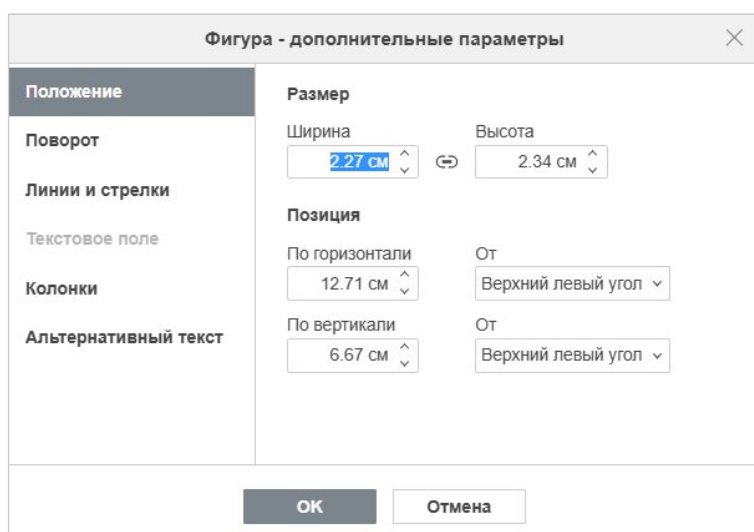 Фигура - дополнительные параметры
Положение
Поворот
Линии и стрелки
Текстовое поле
Колонки
Альтернативный текст
Размер
Ширина Высота
2.27 см 2.34 см
Позиция
По горизонтали От
12.71 см Верхний левый угол
По вертикали От
6.67 см Верхний левый угол
OK Отмена